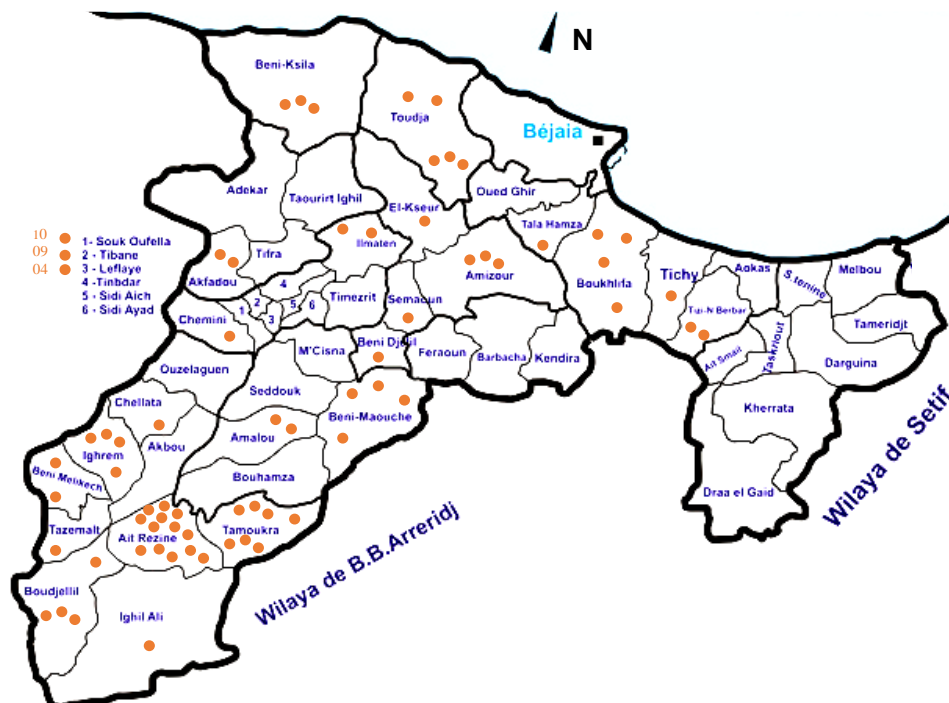 N
Beni-Ksila
Toudja
Béjaia
Adekar
Taourirt Ighil
El-Kseur
Oued Ghir
Tala Hamza
10
09
04
1- Souk Oufella
2 - Tibane
3 - Leflaye
4 -Tinbdar
5 - Sidi Aich
6 - Sidi Ayad
Tifra
Ilmaten
Akfadou
Amizour
Boukhlifa
Tichy
Aokas
S.tenine
Melbou
4
1
2
3
5
6
Timezrit
Semaoun
Chemini
Tizi-N Berbar
Taskriout
Tameridjt
M'Cisna
Beni Djellil
Feraoun
Barbacha
Kendira
Ait Smail
Darguina
Ouzelaguen
Seddouk
Chellata
Beni-Maouche
Kherrata
Amalou
Akbou
Ighrem
Beni Melikech
Bouhamza
Draa el Gaid
Wilaya de Setif
Tazemalt
Ait Rezine
Tamoukra
Wilaya de B.B.Arreridj
Boudjellil
Ighil Ali